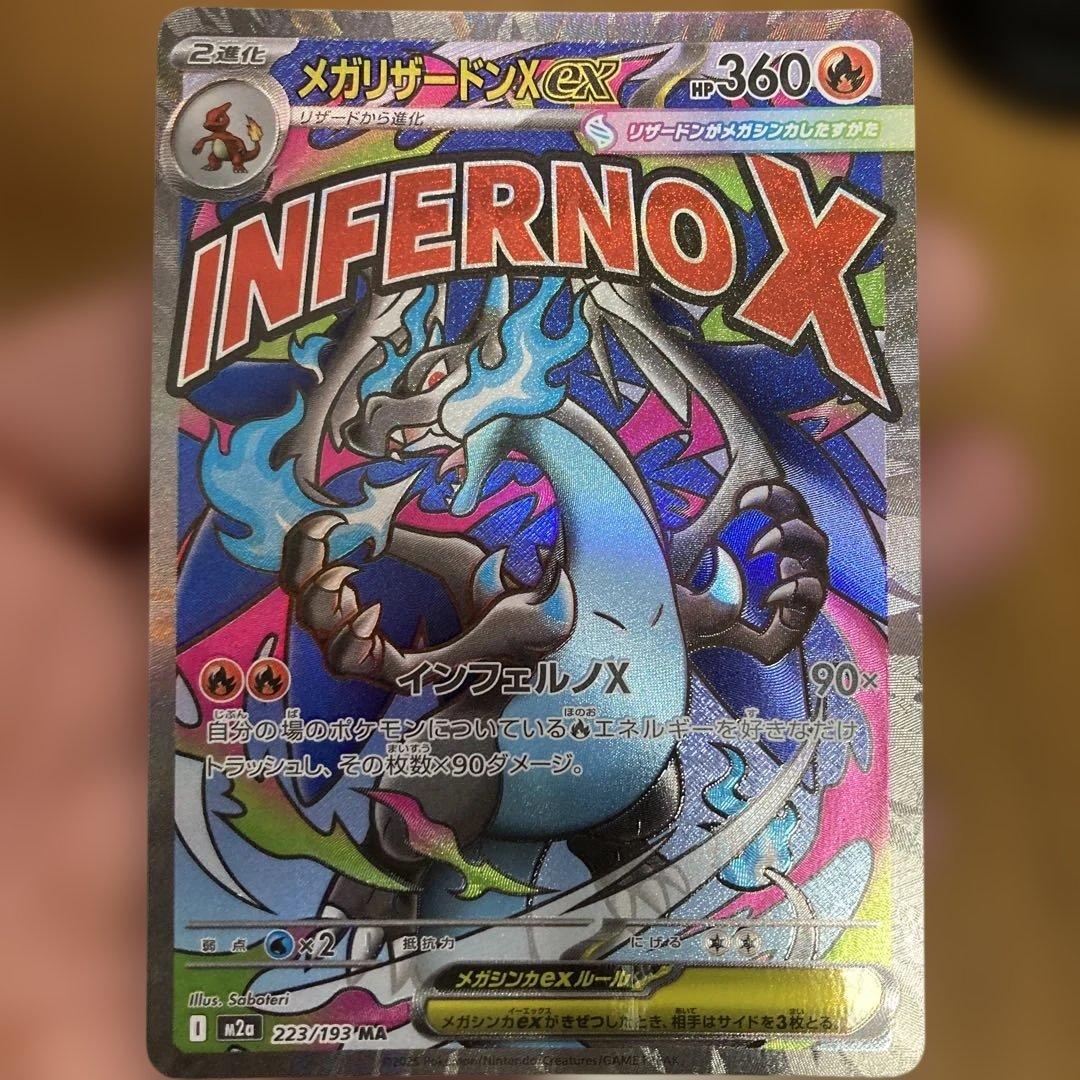 2進化
メガリザードンXex
HP360
リザードから進化
リザードンがメガシンカしたすがた
INFERNO X
インフェルノX 90×
自分の場のポケモンについているエネルギーを好きなだけ
トラッシュし、その枚数×90ダメージ。
弱点 ×2 抵抗力 にげる
メガシンカexルール
メガシンカexがきぜつしたとき、相手はサイドを3枚とる。
Illus. Saboteri
I m2a 223/193 MA
©2025 Pokémon/Nintendo/Creatures/GAME FREAK